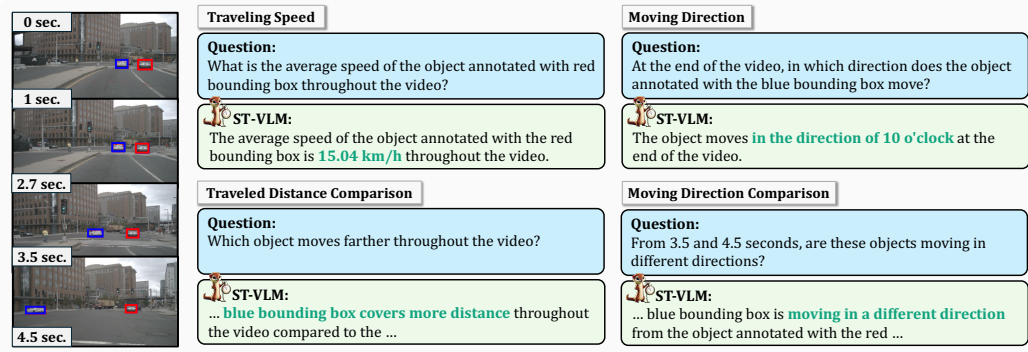 0 sec.
1 sec.
2.7 sec.
3.5 sec.
4.5 sec.
Traveling Speed
Question:
What is the average speed of the object annotated with red
bounding box throughout the video?
ST-VLM:
The average speed of the object annotated with the red
bounding box is 15.04 km/h throughout the video.
Moving Direction
Question:
At the end of the video, in which direction does the object
annotated with the blue bounding box move?
ST-VLM:
The object moves in the direction of 10 o'clock at the
end of the video.
Traveled Distance Comparison
Question:
Which object moves farther throughout the video?
ST-VLM:
... blue bounding box covers more distance throughout
the video compared to the ...
Moving Direction Comparison
Question:
From 3.5 and 4.5 seconds, are these objects moving in
different directions?
ST-VLM:
... blue bounding box is moving in a different direction
from the object annotated with the red ...